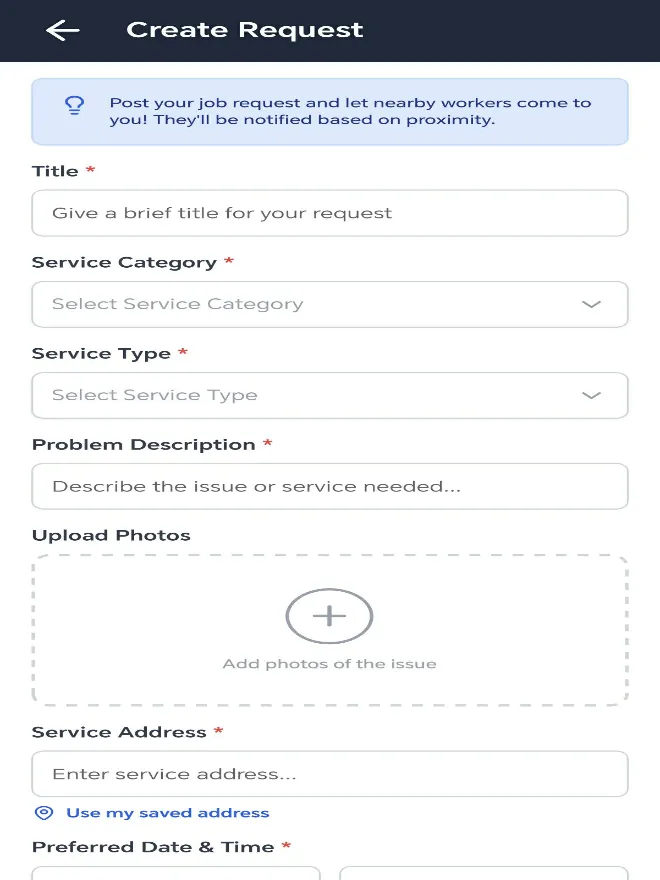 Create Request
Post your job request and let nearby workers come to
you! They'll be notified based on proximity.
Title *
Give a brief title for your request
Service Category *
Select Service Category
Service Type *
Select Service Type
Problem Description *
Describe the issue or service needed...
Upload Photos
Add photos of the issue
Service Address *
Enter service address...
Use my saved address
Preferred Date & Time *